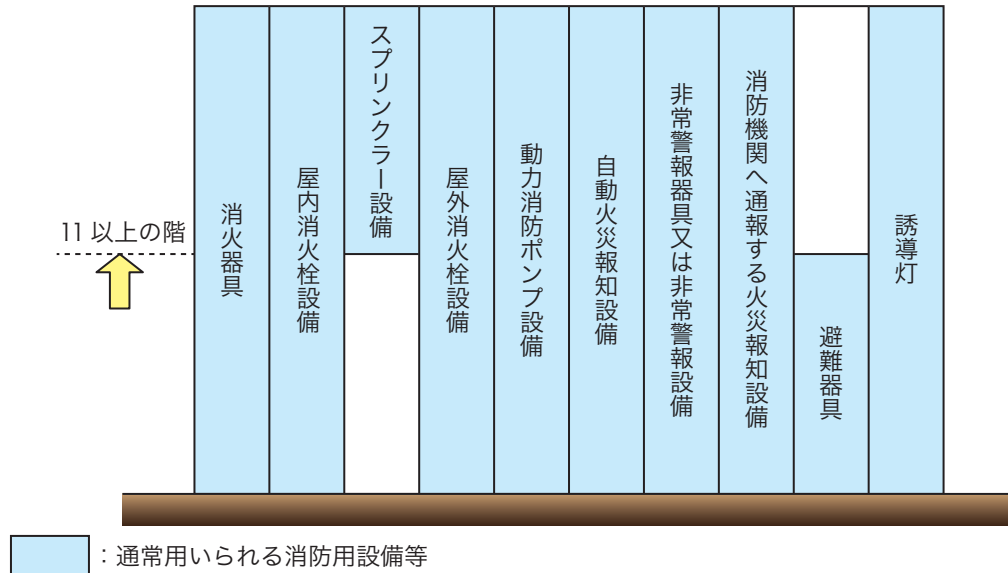 11 以上の階
消火器具
屋内消火栓設備
スプリンクラー設備
屋外消火栓設備
動力消防ポンプ設備
自動火災報知設備
非常警報器具又は非常警報設備
消防機関へ通報する火災報知設備
避難器具
誘導灯
：通常用いられる消防用設備等